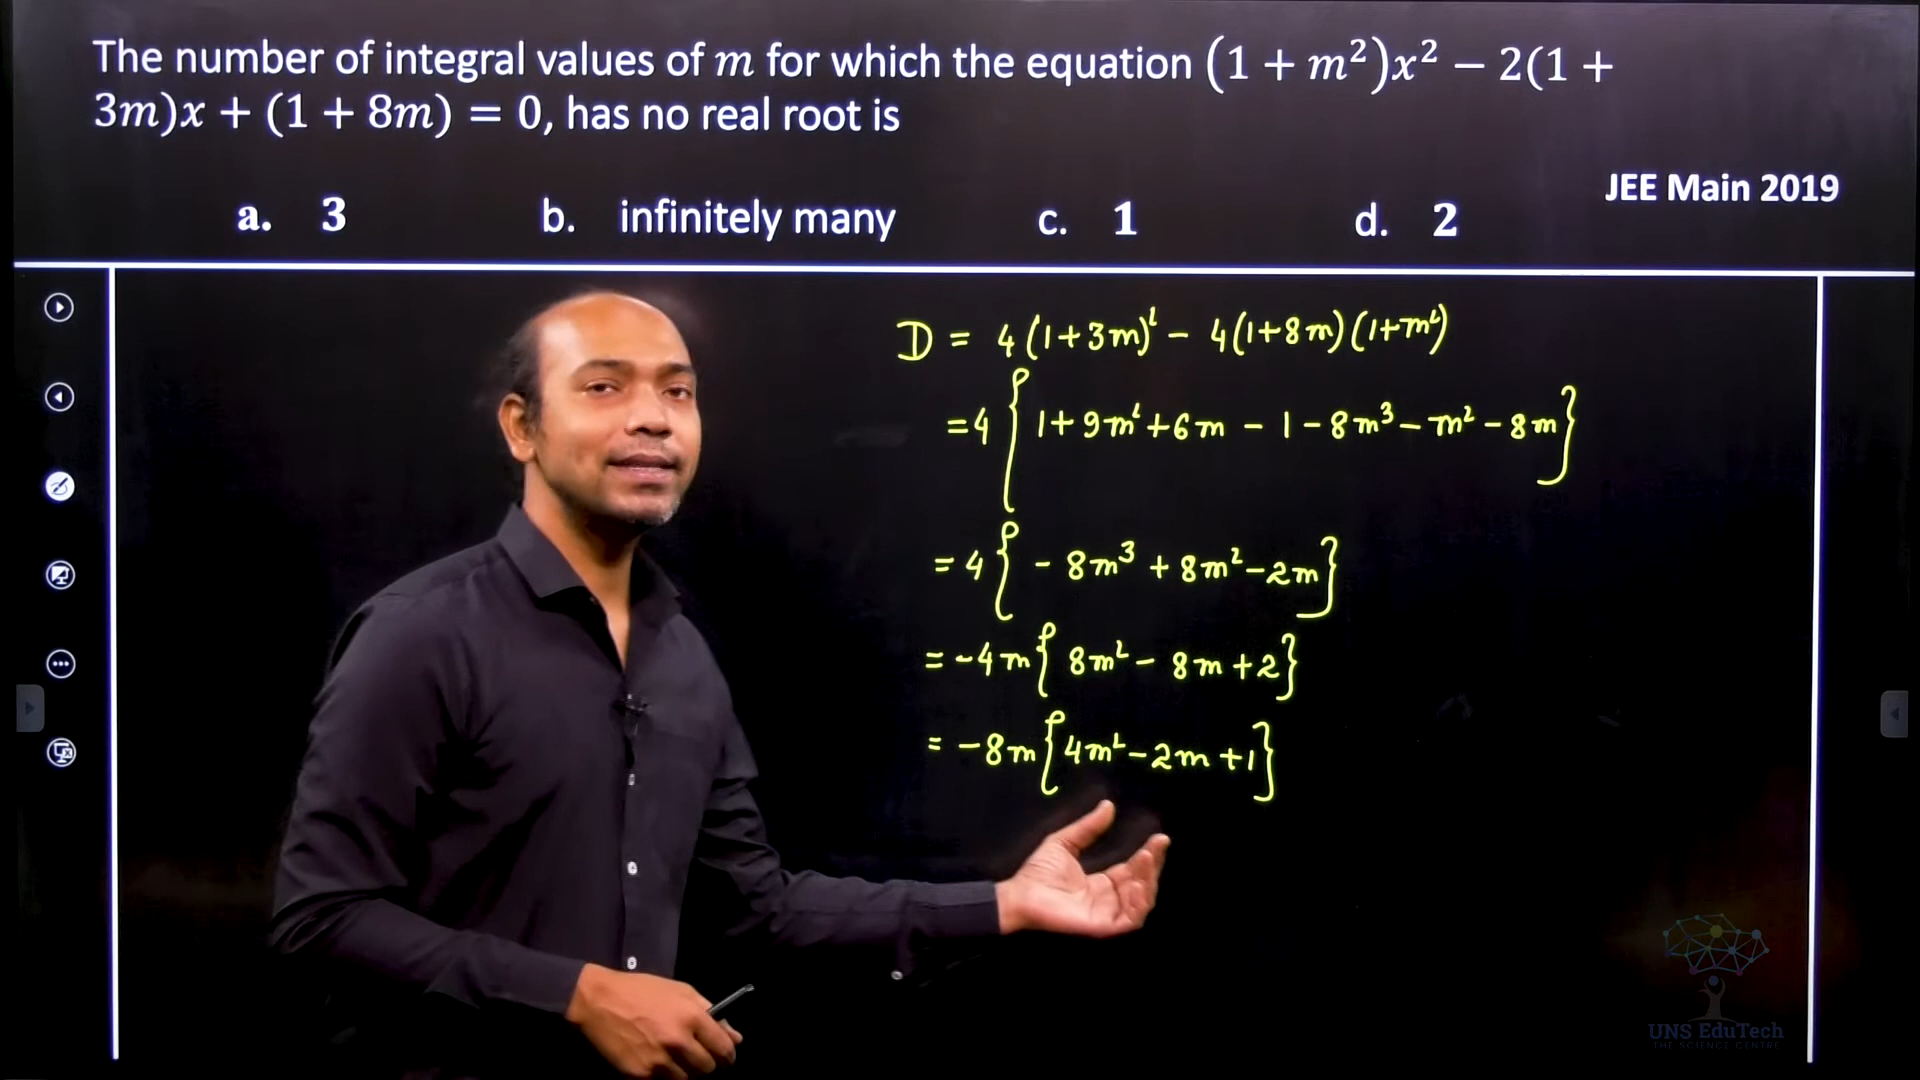 The number of integral values of m for which the equation (1 + m²)x² − 2(1 +
3m)x + (1 + 8m) = 0, has no real root is
JEE Main 2019
a. 3 b. infinitely many c. 1 d. 2
D = 4(1+3m)² − 4(1+8m)(1+m²)
=4{1+9m²+6m − 1−8m³−m²−8m}
=4{−8m³+8m²−2m}
=−4m{8m²−8m+2}
=−8m{4m²−2m+1}
UNS EduTech
THE SCIENCE CENTRE